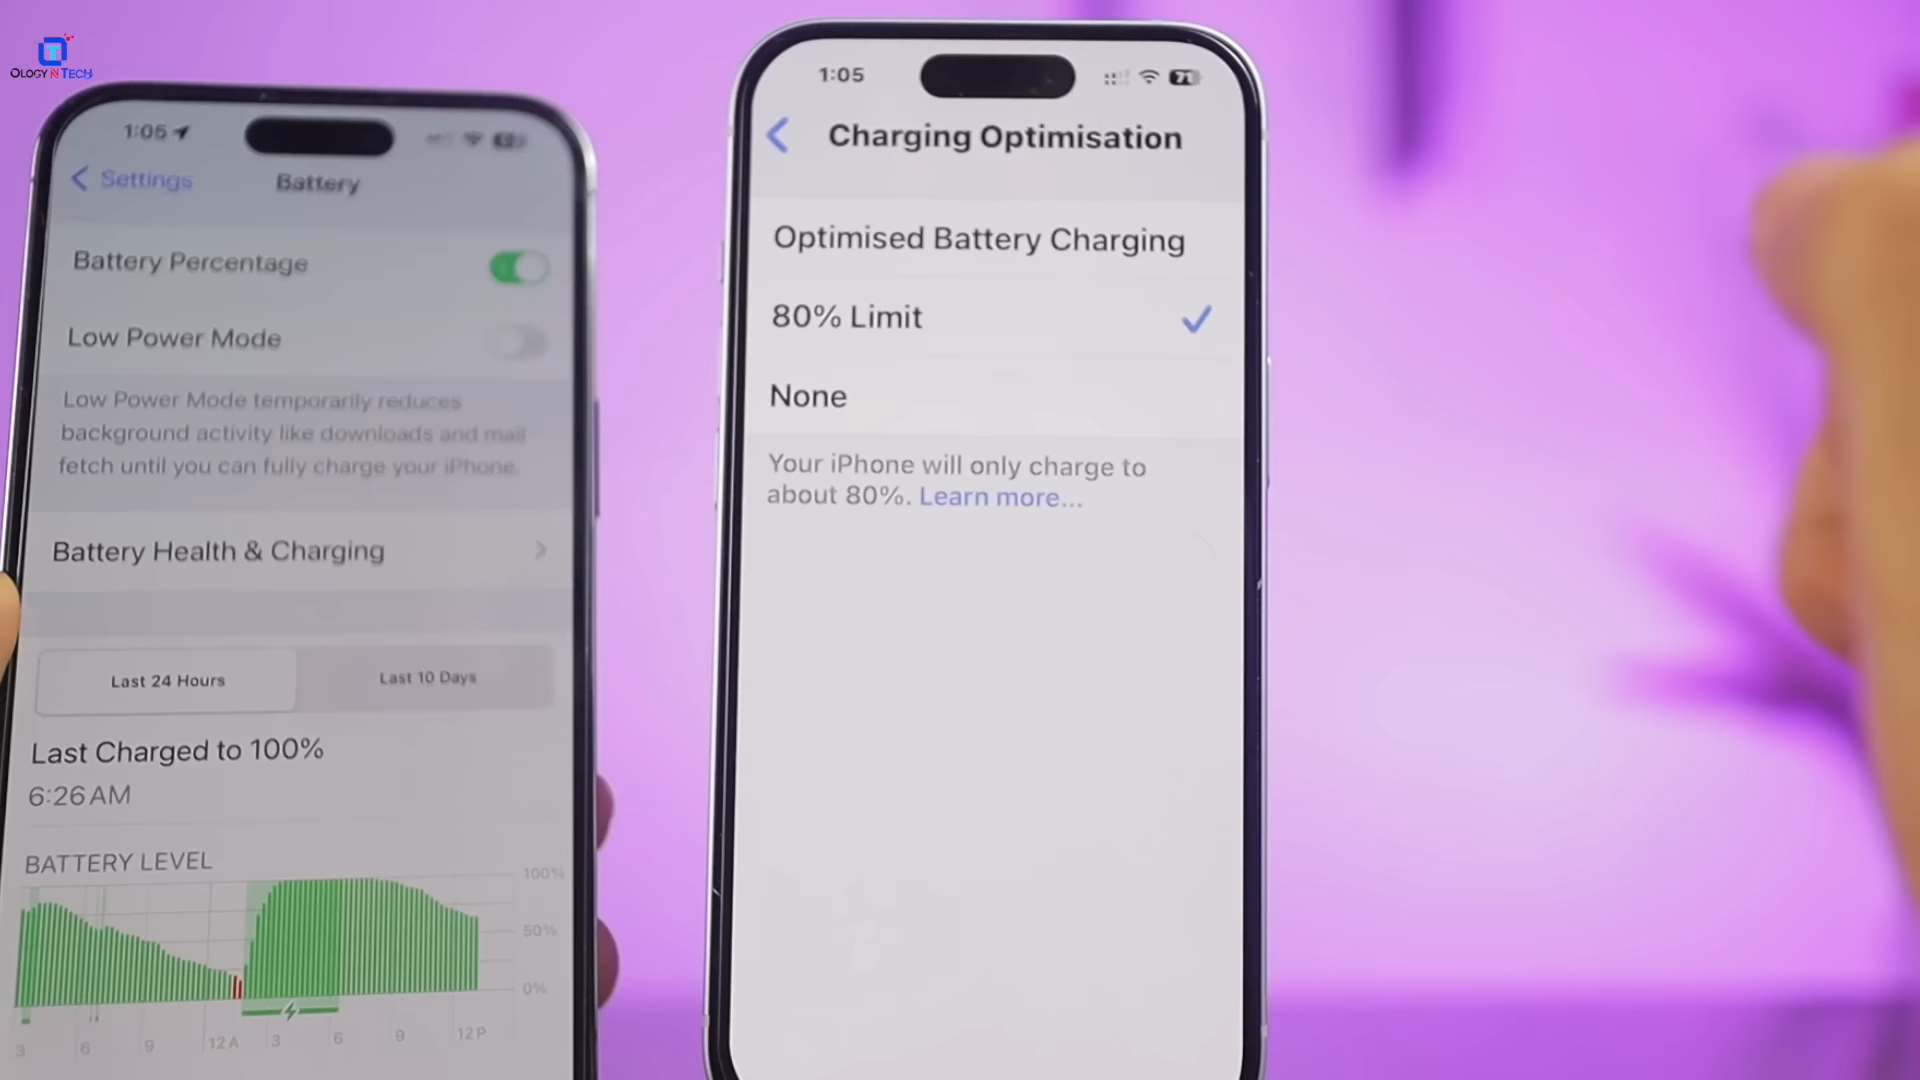 OLOGY N TECH
1:05
Settings
Battery
Battery Percentage
Low Power Mode
Low Power Mode temporarily reduces
background activity like downloads and mail
fetch until you can fully charge your iPhone.
Battery Health & Charging
Last 24 Hours
Last 10 Days
Last Charged to 100%
6:26 AM
BATTERY LEVEL
100%
50%
0%
3 6 9 12 A 3 6 9 12 P
1:05
71
Charging Optimisation
Optimised Battery Charging
80% Limit
None
Your iPhone will only charge to
about 80%. Learn more...